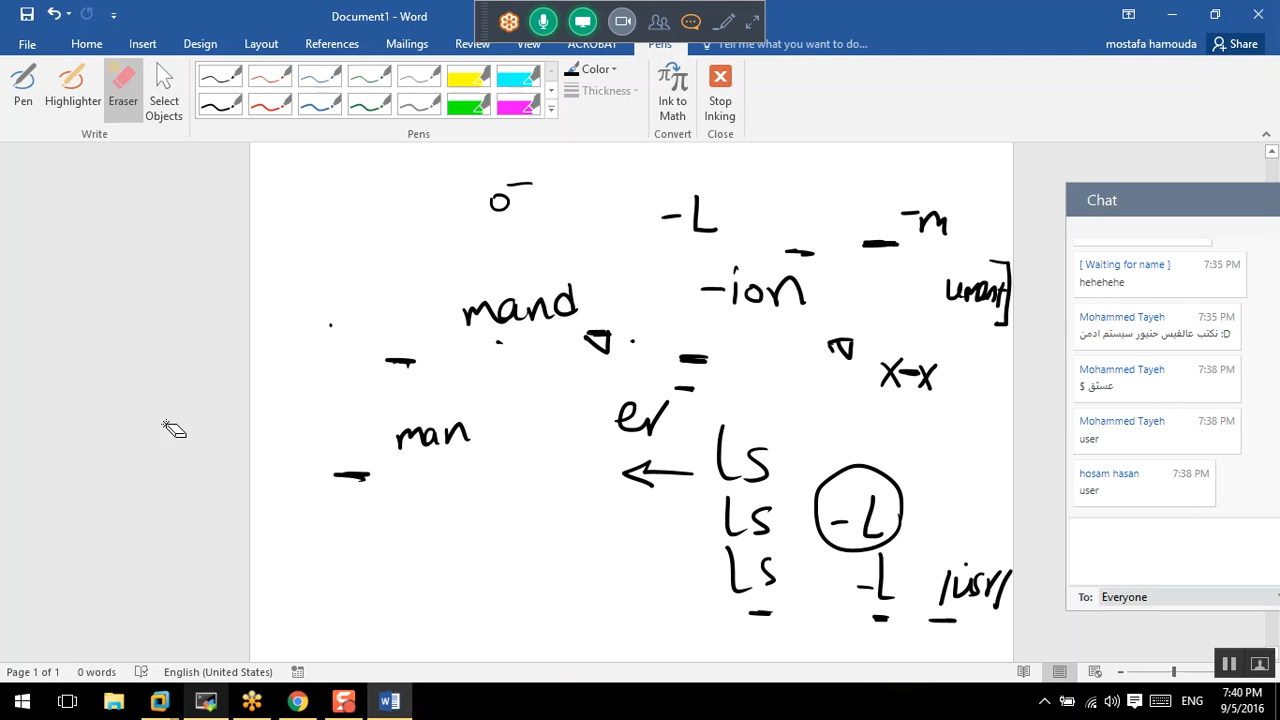 Document1 - Word
File Home Insert Design Layout References Mailings Review View ACROBAT Pens Tell me what you want to do... mostafa hamouda Share
Pen Highlighter Eraser Select Objects
Color
Thickness
Ink to Math
Stop Inking
Write Pens Convert Close
Chat
[ Waiting for name ] 7:35 PM
hehehehe
Mohammed Tayeh 7:35 PM
:D نكتب عالفيس جنيور سيستم ادمن
Mohammed Tayeh 7:38 PM
عسثق $
Mohammed Tayeh 7:38 PM
user
hosam hasan 7:38 PM
user
To: Everyone
-L -m
-ion
mand
x-x
er
man
Ls
Ls -L
Ls -L /usr/
Page 1 of 1 0 words English (United States)
ENG 7:40 PM
9/5/2016